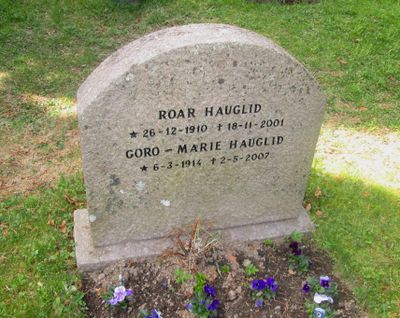 ROAR HAUGLID
★ 26-12-1910 † 18-11-2001
GORO - MARIE HAUGLID
★ 6-3-1914 † 2-5-2007